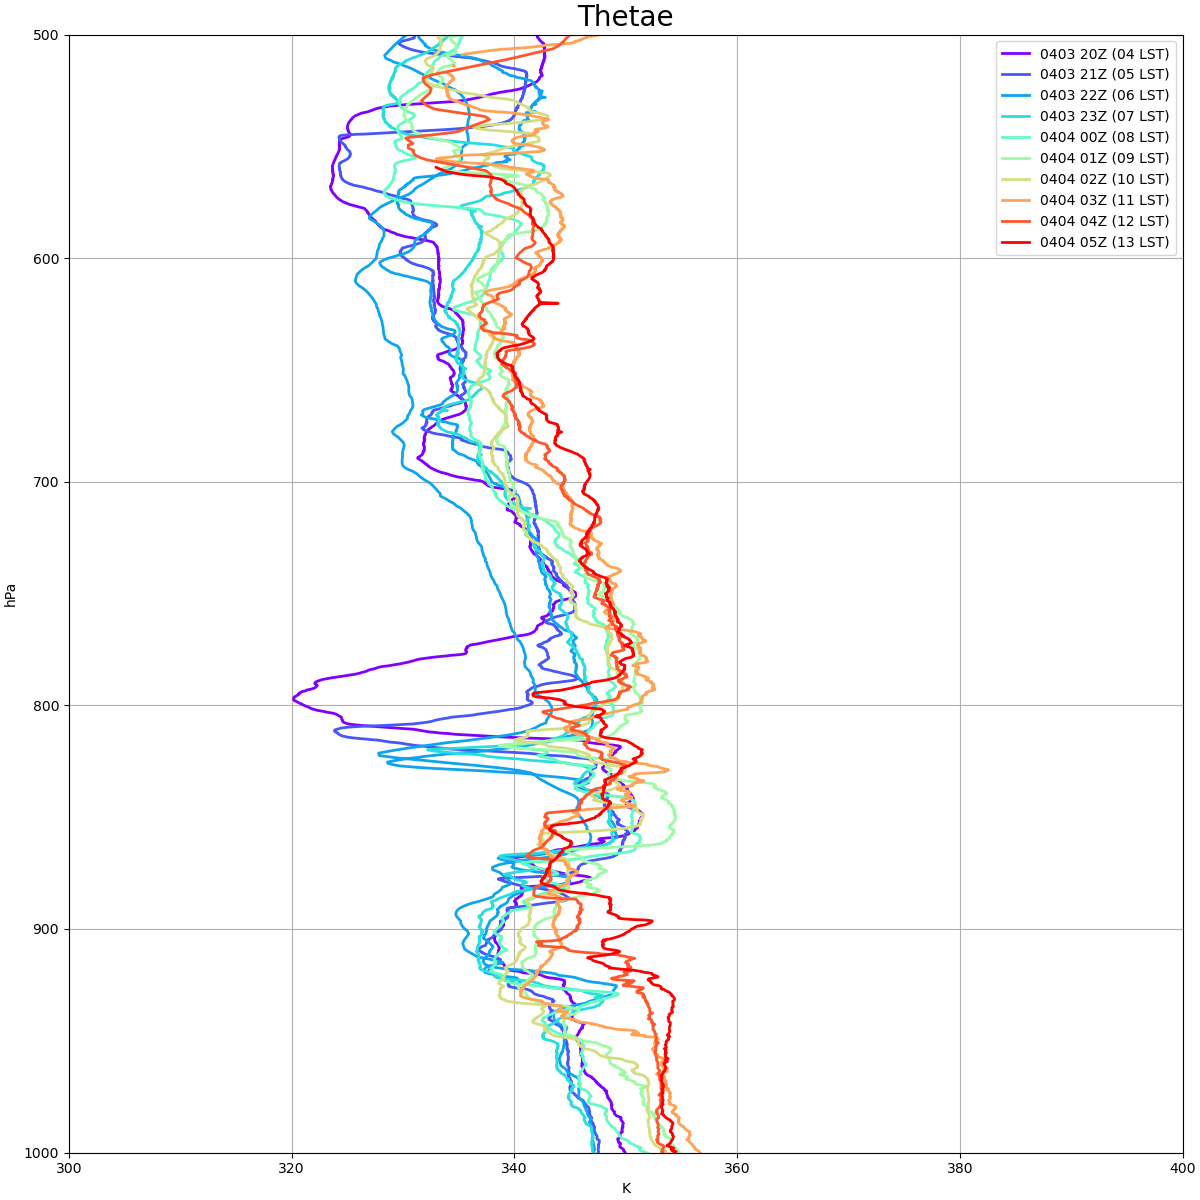 Thetae
500
600
700
800
900
1000
hPa
300
320
340
360
380
400
K
0403 20Z (04 LST)
0403 21Z (05 LST)
0403 22Z (06 LST)
0403 23Z (07 LST)
0404 00Z (08 LST)
0404 01Z (09 LST)
0404 02Z (10 LST)
0404 03Z (11 LST)
0404 04Z (12 LST)
0404 05Z (13 LST)